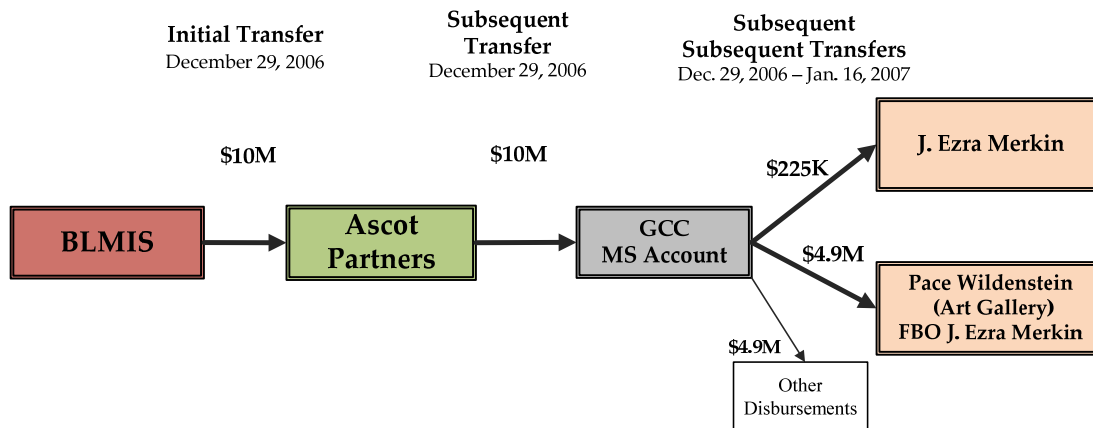 Initial Transfer
December 29, 2006
Subsequent
Transfer
December 29, 2006
Subsequent
Subsequent Transfers
Dec. 29, 2006 – Jan. 16, 2007
$10M
$10M
$225K
$4.9M
$4.9M
BLMIS
Ascot
Partners
GCC
MS Account
J. Ezra Merkin
Pace Wildenstein
(Art Gallery)
FBO J. Ezra Merkin
Other
Disbursements